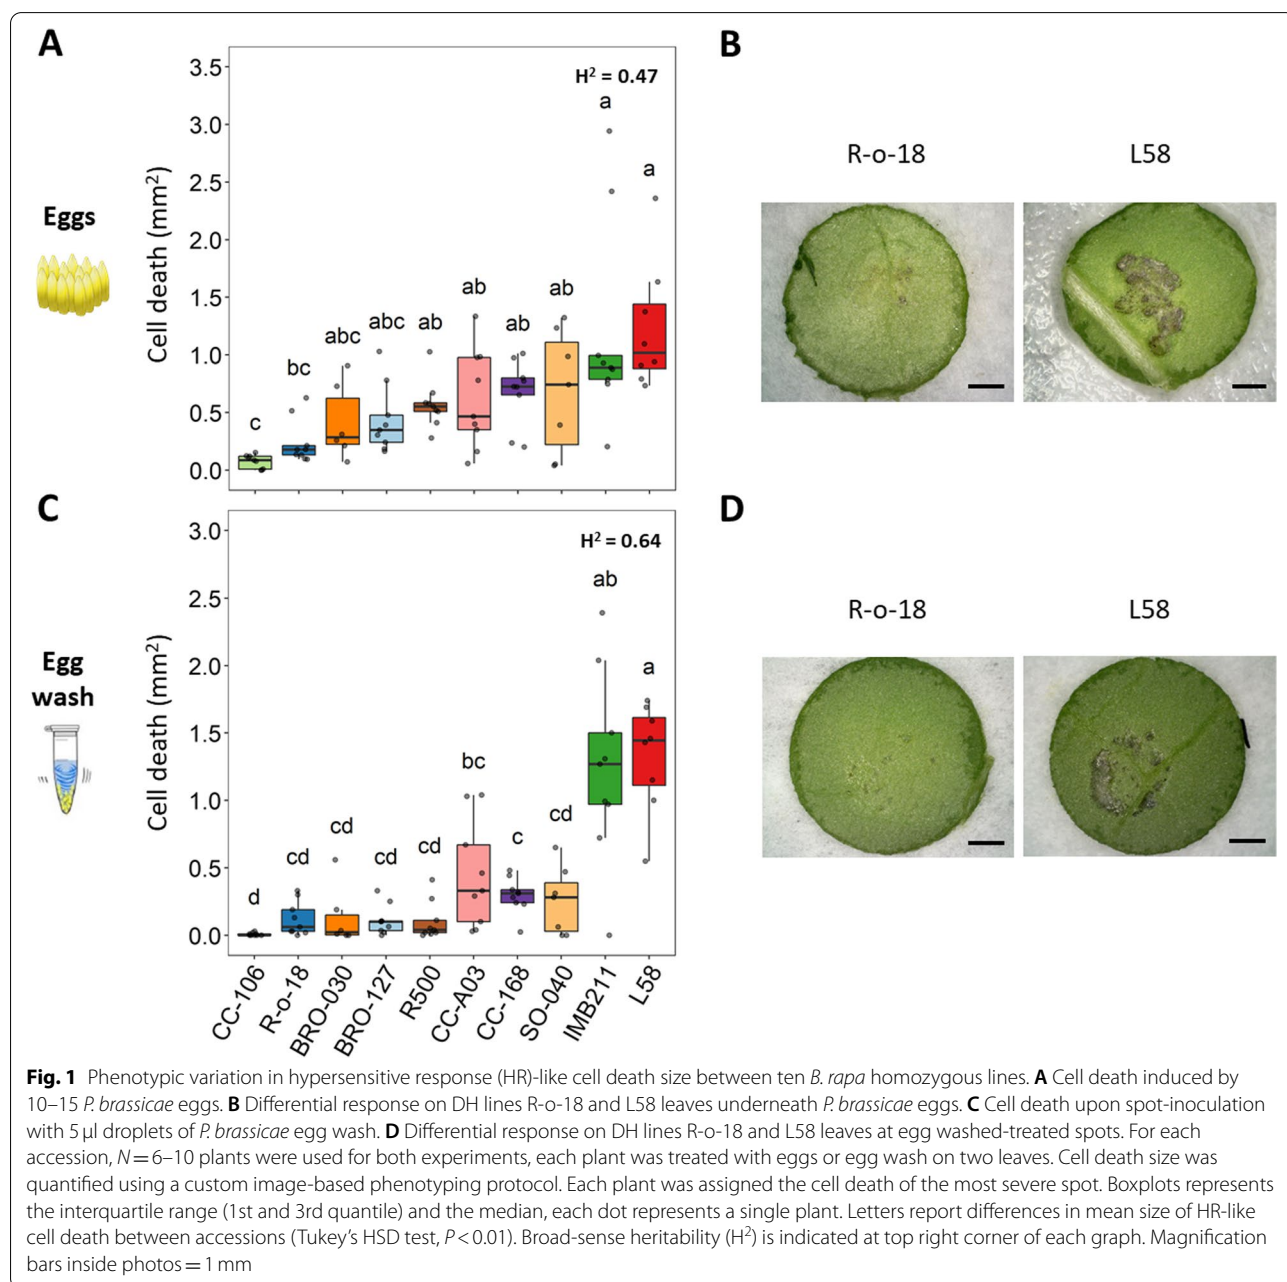 A
B
H² = 0.47
3.5
3.0
2.5
2.0
1.5
1.0
0.5
0.0
Cell death (mm²)
Eggs
c
bc
abc
abc
ab
ab
ab
ab
a
a
R-o-18
L58
C
D
H² = 0.64
3.0
2.5
2.0
1.5
1.0
0.5
0.0
Cell death (mm²)
Egg
wash
d
cd
cd
cd
cd
bc
c
cd
ab
a
CC-106
R-o-18
BRO-030
BRO-127
R500
CC-A03
CC-168
SO-040
IMB211
L58
R-o-18
L58
Fig. 1 Phenotypic variation in hypersensitive response (HR)-like cell death size between ten B. rapa homozygous lines. A Cell death induced by
10–15 P. brassicae eggs. B Differential response on DH lines R-o-18 and L58 leaves underneath P. brassicae eggs. C Cell death upon spot-inoculation
with 5 µl droplets of P. brassicae egg wash. D Differential response on DH lines R-o-18 and L58 leaves at egg washed-treated spots. For each
accession, N = 6–10 plants were used for both experiments, each plant was treated with eggs or egg wash on two leaves. Cell death size was
quantified using a custom image-based phenotyping protocol. Each plant was assigned the cell death of the most severe spot. Boxplots represents
the interquartile range (1st and 3rd quantile) and the median, each dot represents a single plant. Letters report differences in mean size of HR-like
cell death between accessions (Tukey's HSD test, P < 0.01). Broad-sense heritability (H²) is indicated at top right corner of each graph. Magnification
bars inside photos = 1 mm